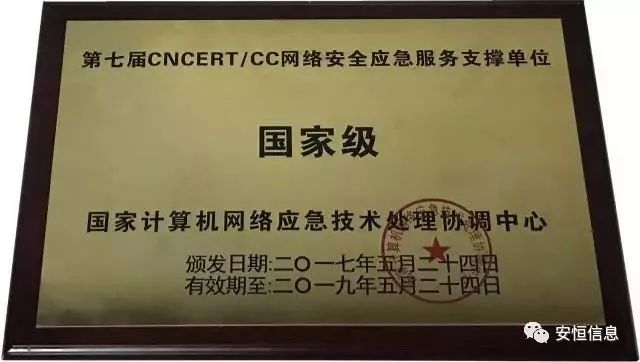 第七届CNCERT/CC网络安全应急服务支撑单位
国家级
国家计算机网络应急技术处理协调中心
颁发日期:二〇一七年五月二十四日
有效期至:二〇一九年五月二十四日
安恒信息